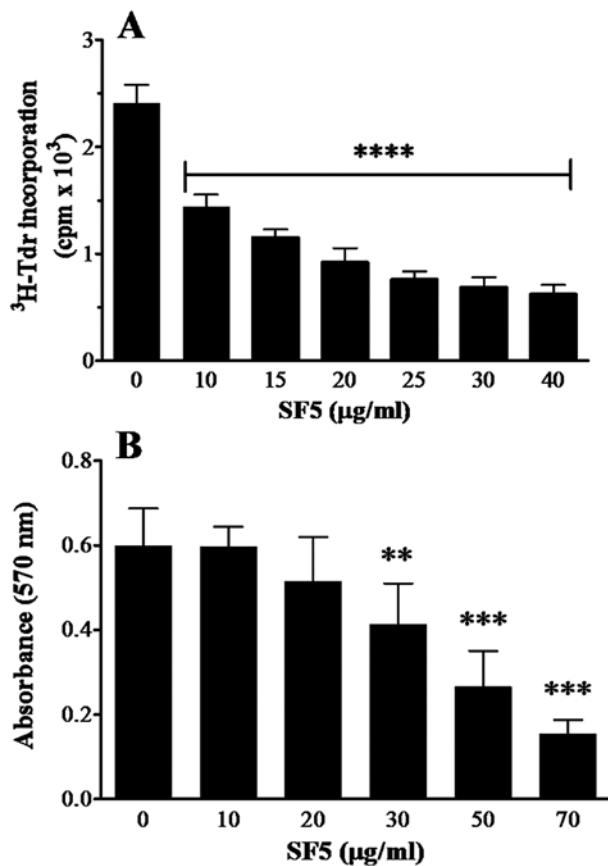 A
³H-Tdr incorporation
(cpm x 10³)
3
2
1
0
****
0 10 15 20 25 30 40
SF5 (µg/ml)
B
Absorbance (570 nm)
0.8
0.6
0.4
0.2
0.0
**
***
***
0 10 20 30 50 70
SF5 (µg/ml)